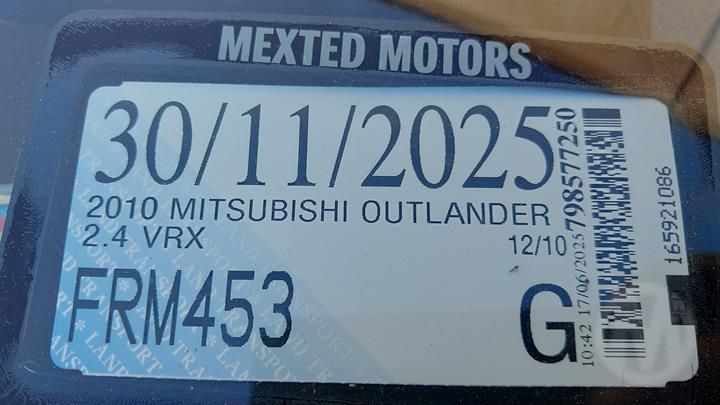 MEXTED MOTORS
30/11/2025
2010 MITSUBISHI OUTLANDER
2.4 VRX 12/10
FRM453
G
10:42 17/06/2025 798577250
165921086